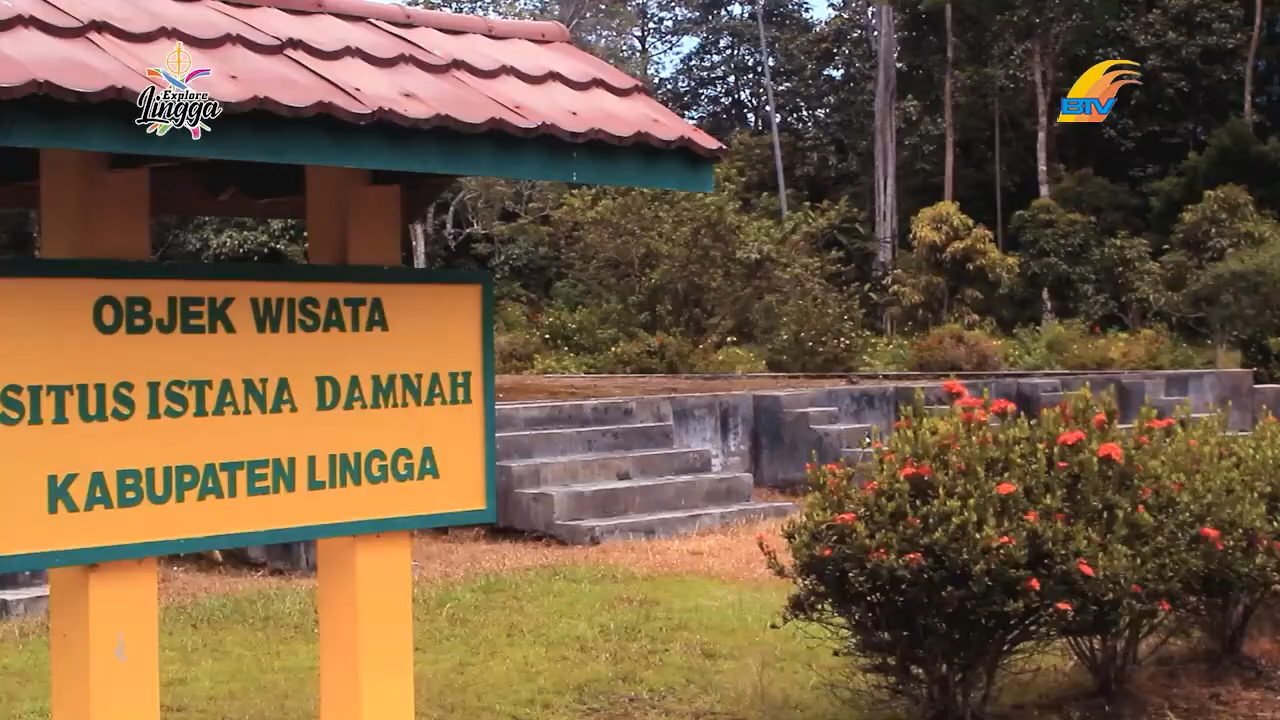 Explore
Lingga
BTV
OBJEK WISATA
SITUS ISTANA DAMNAH
KABUPATEN LINGGA